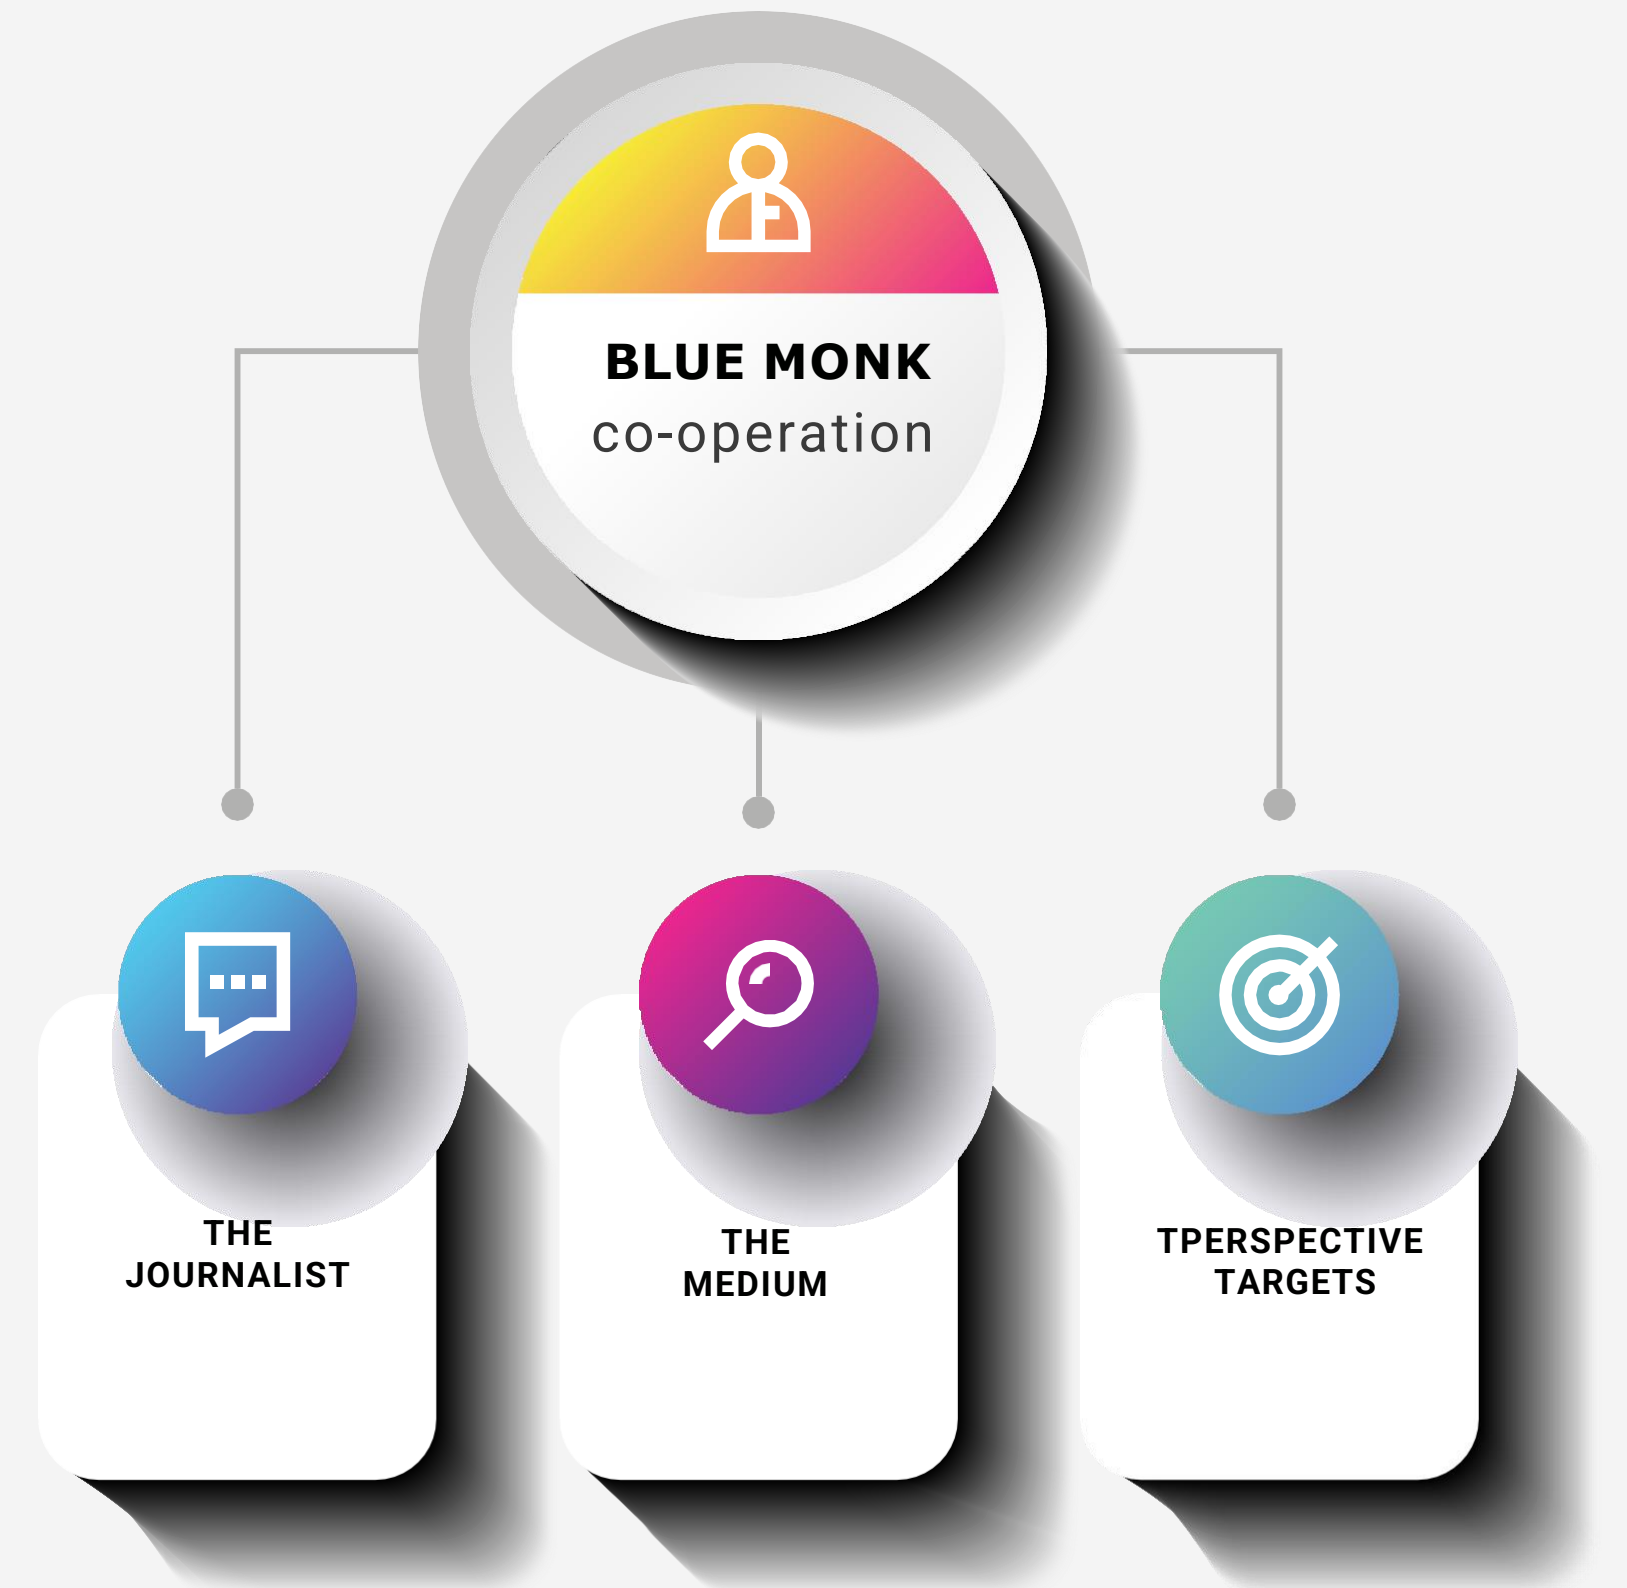 BLUE MONK
co-operation
THE
JOURNALIST
THE
MEDIUM
TPERSPECTIVE
TARGETS